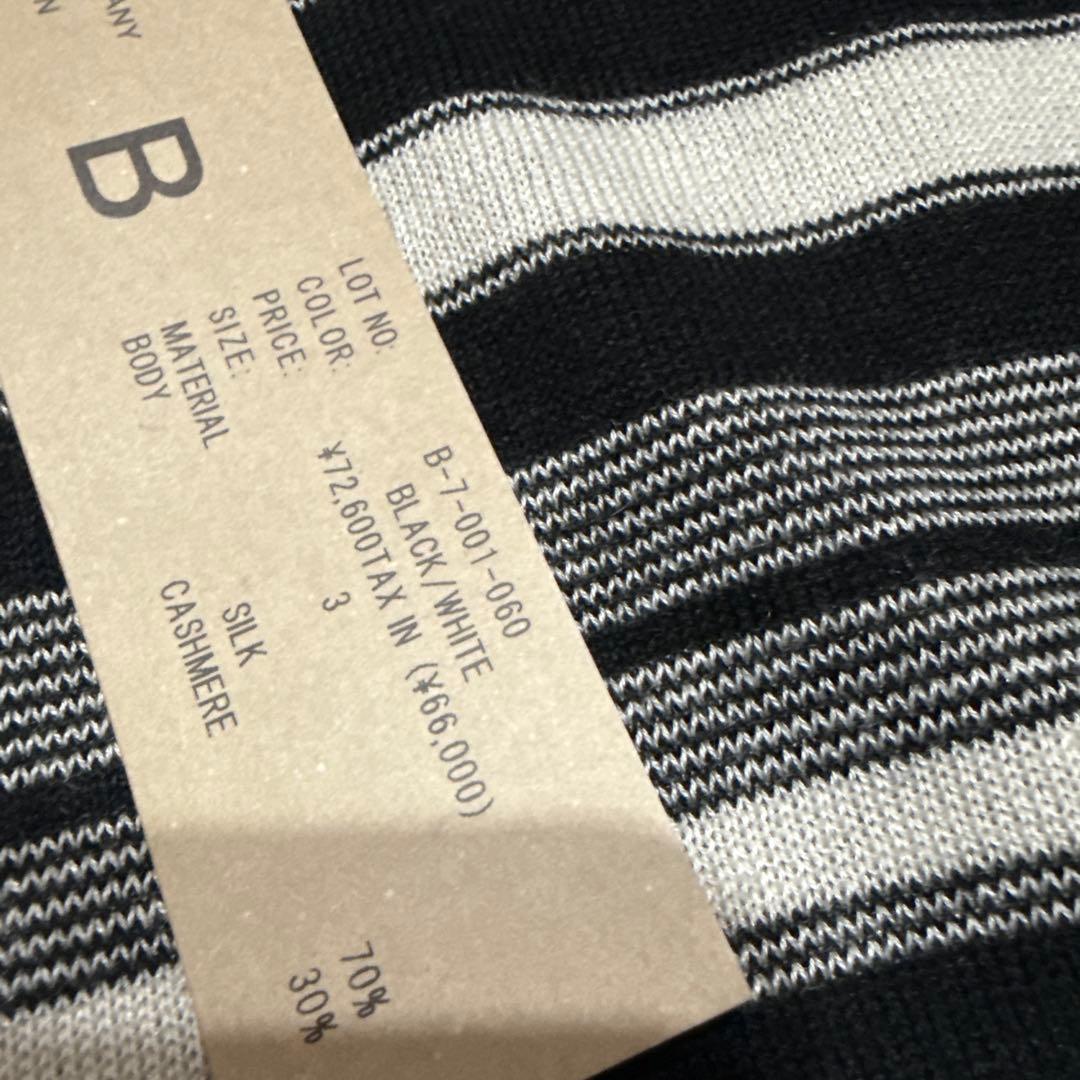 B
LOT NO: B-7-001-060
COLOR: BLACK/WHITE
PRICE: ¥72,600TAX IN (¥66,000)
SIZE: 3
MATERIAL
BODY SILK 70%
CASHMERE 30%